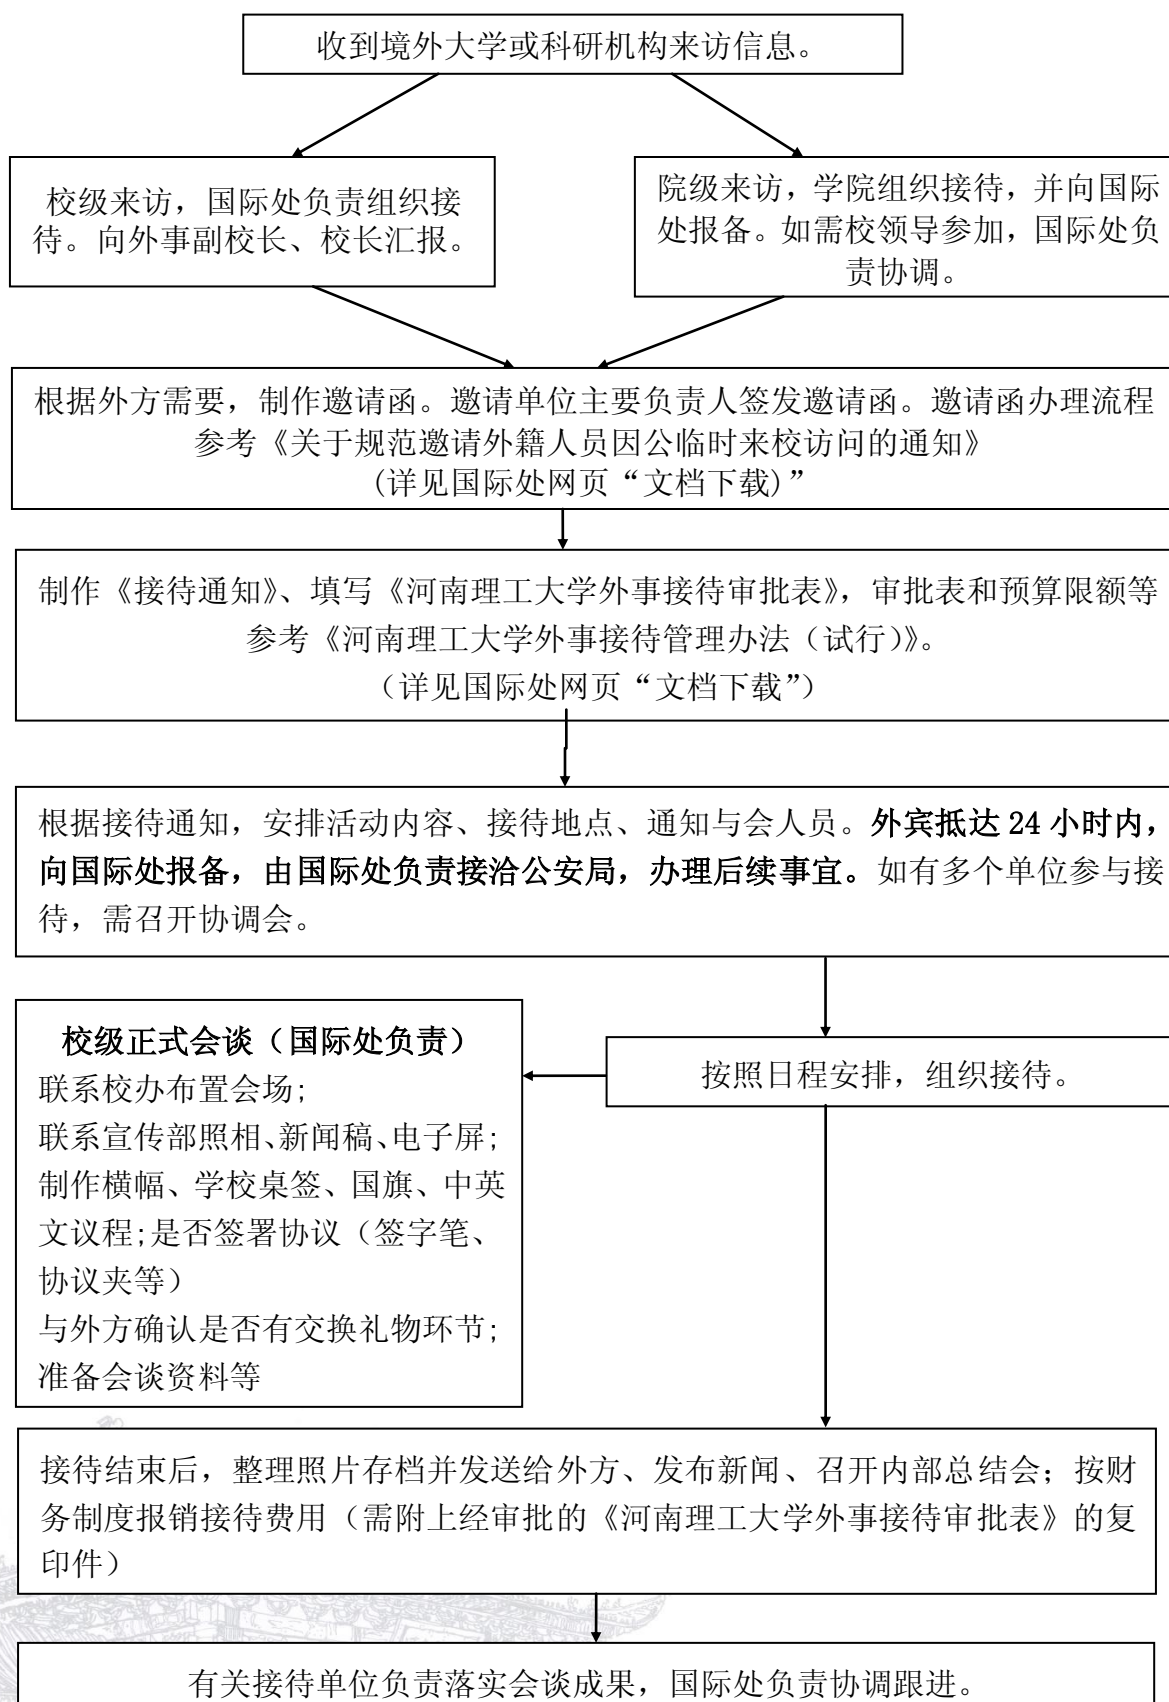 收到境外大学或科研机构来访信息。
校级来访，国际处负责组织接
待。向外事副校长、校长汇报。
院级来访，学院组织接待，并向国际
处报备。如需校领导参加，国际处负
责协调。
根据外方需要，制作邀请函。邀请单位主要负责人签发邀请函。邀请函办理流程
参考《关于规范邀请外籍人员因公临时来校访问的通知》
(详见国际处网页“文档下载)”
制作《接待通知》、填写《河南理工大学外事接待审批表》，审批表和预算限额等
参考《河南理工大学外事接待管理办法（试行）》。
（详见国际处网页“文档下载”）
根据接待通知，安排活动内容、接待地点、通知与会人员。外宾抵达 24 小时内，
向国际处报备，由国际处负责接洽公安局，办理后续事宜。如有多个单位参与接
待，需召开协调会。
校级正式会谈（国际处负责）
联系校办布置会场;
联系宣传部照相、新闻稿、电子屏;
制作横幅、学校桌签、国旗、中英
文议程;是否签署协议（签字笔、
协议夹等）
与外方确认是否有交换礼物环节;
准备会谈资料等
按照日程安排，组织接待。
接待结束后，整理照片存档并发送给外方、发布新闻、召开内部总结会；按财
务制度报销接待费用（需附上经审批的《河南理工大学外事接待审批表》的复
印件）
有关接待单位负责落实会谈成果，国际处负责协调跟进。